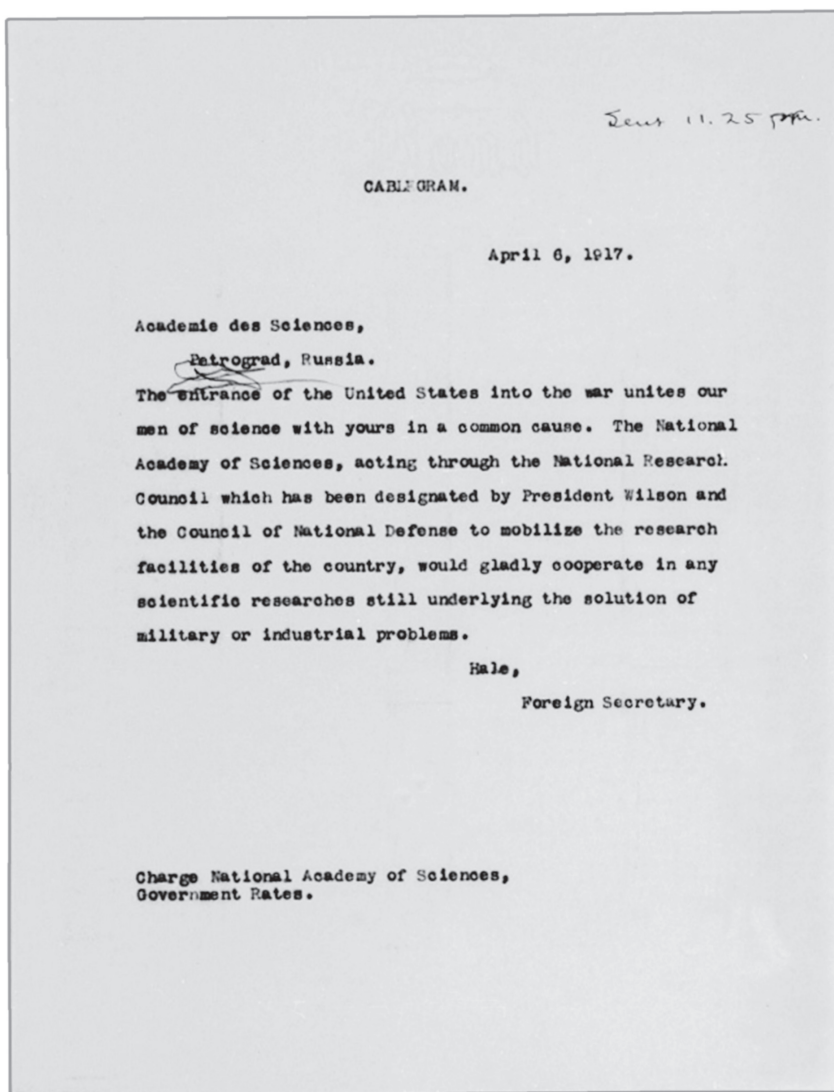 Sent 11.25 pm.
CABLEGRAM.
April 6, 1917.
Academie des Sciences,
Petrograd, Russia.
The entrance of the United States into the war unites our
men of science with yours in a common cause. The National
Academy of Sciences, acting through the National Research
Council which has been designated by President Wilson and
the Council of National Defense to mobilize the research
facilities of the country, would gladly cooperate in any
scientific researches still underlying the solution of
military or industrial problems.
Hale,
Foreign Secretary.
Charge National Academy of Sciences,
Government Rates.